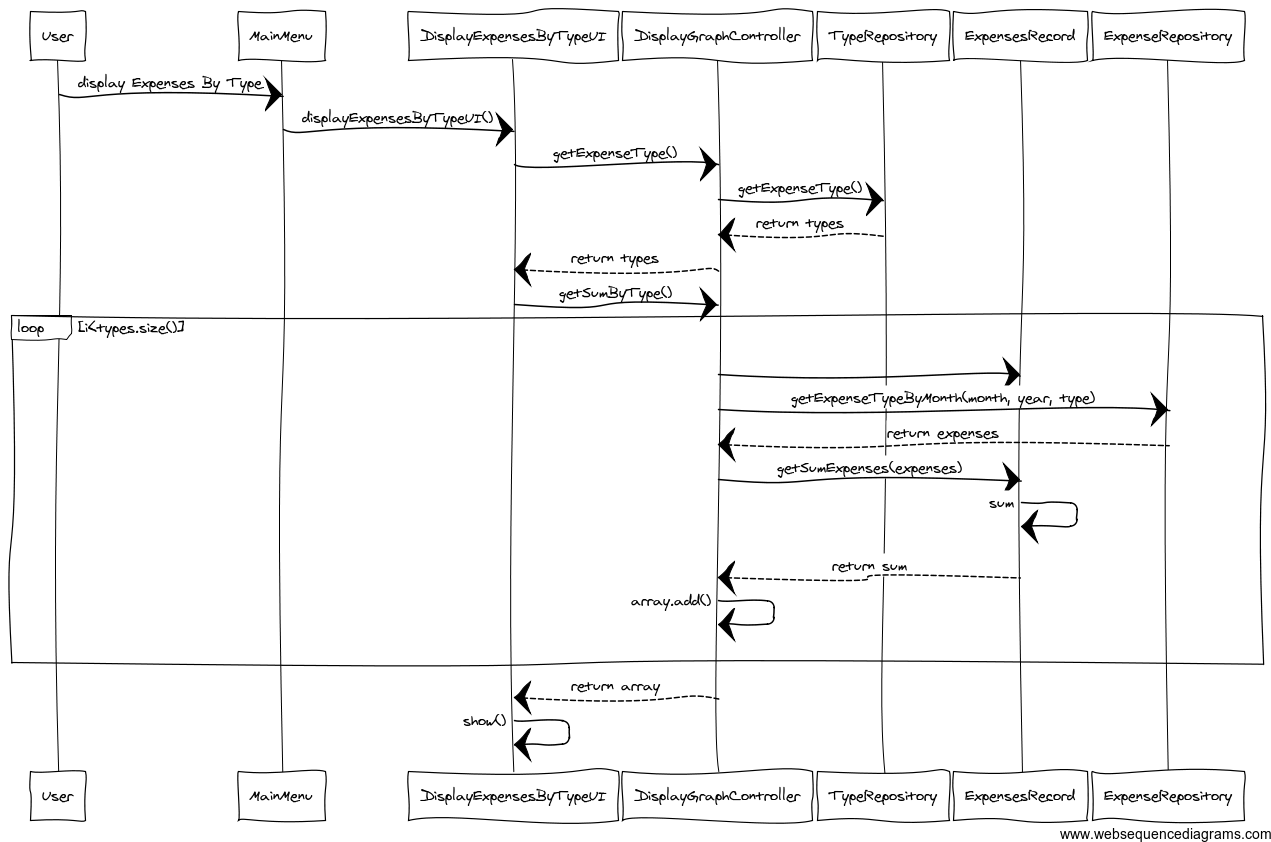 User
MainMenu
DisplayExpensesByTypeUI
DisplayGraphController
TypeRepository
ExpensesRecord
ExpenseRepository
display Expenses By Type
displayExpensesByTypeUI()
getExpenseType()
getExpenseType()
return types
return types
getSumByType()
loop
[i<types.size()]
getExpenseTypeByMonth(month, year, type)
return expenses
getSumExpenses(expenses)
sum
return sum
array.add()
return array
show()
User
MainMenu
DisplayExpensesByTypeUI
DisplayGraphController
TypeRepository
ExpensesRecord
ExpenseRepository
www.websequencediagrams.com